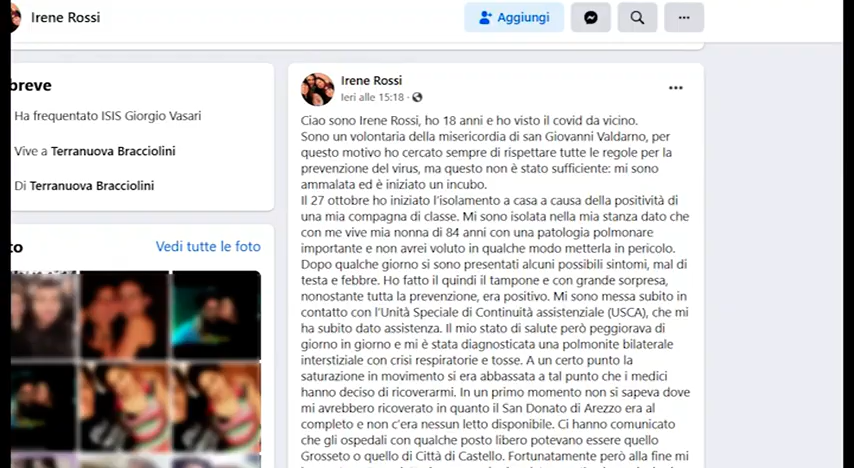 Irene Rossi
Aggiungi
breve
Ha frequentato ISIS Giorgio Vasari
Vive a Terranuova Bracciolini
Di Terranuova Bracciolini
Vedi tutte le foto
Irene Rossi
Ieri alle 15:18 ·
Ciao sono Irene Rossi, ho 18 anni e ho visto il covid da vicino.
Sono un volontaria della misericordia di san Giovanni Valdarno, per
questo motivo ho cercato sempre di rispettare tutte le regole per la
prevenzione del virus, ma questo non è stato sufficiente: mi sono
ammalata ed è iniziato un incubo.
Il 27 ottobre ho iniziato l'isolamento a casa a causa della positività di
una mia compagna di classe. Mi sono isolata nella mia stanza dato che
con me vive mia nonna di 84 anni con una patologia polmonare
importante e non avrei voluto in qualche modo metterla in pericolo.
Dopo qualche giorno si sono presentati alcuni possibili sintomi, mal di
testa e febbre. Ho fatto il quindi il tampone e con grande sorpresa,
nonostante tutta la prevenzione, era positivo. Mi sono messa subito in
contatto con l'Unità Speciale di Continuità assistenziale (USCA), che mi
ha subito dato assistenza. Il mio stato di salute però peggiorava di
giorno in giorno e mi è stata diagnosticata una polmonite bilaterale
interstiziale con crisi respiratorie e tosse. A un certo punto la
saturazione in movimento si era abbassata a tal punto che i medici
hanno deciso di ricoverarmi. In un primo momento non si sapeva dove
mi avrebbero ricoverato in quanto il San Donato di Arezzo era al
completo e non c'era nessun letto disponibile. Ci hanno comunicato
che gli ospedali con qualche posto libero potevano essere quello
Grosseto o quello di Città di Castello. Fortunatamente però alla fine mi